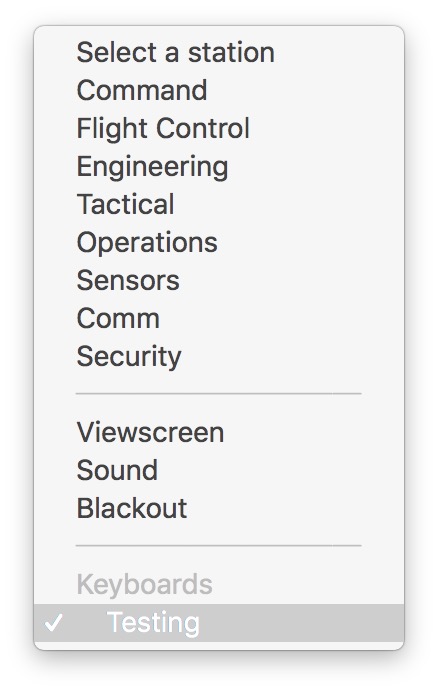 Select a station
Command
Flight Control
Engineering
Tactical
Operations
Sensors
Comm
Security
Viewscreen
Sound
Blackout
Keyboards
Testing